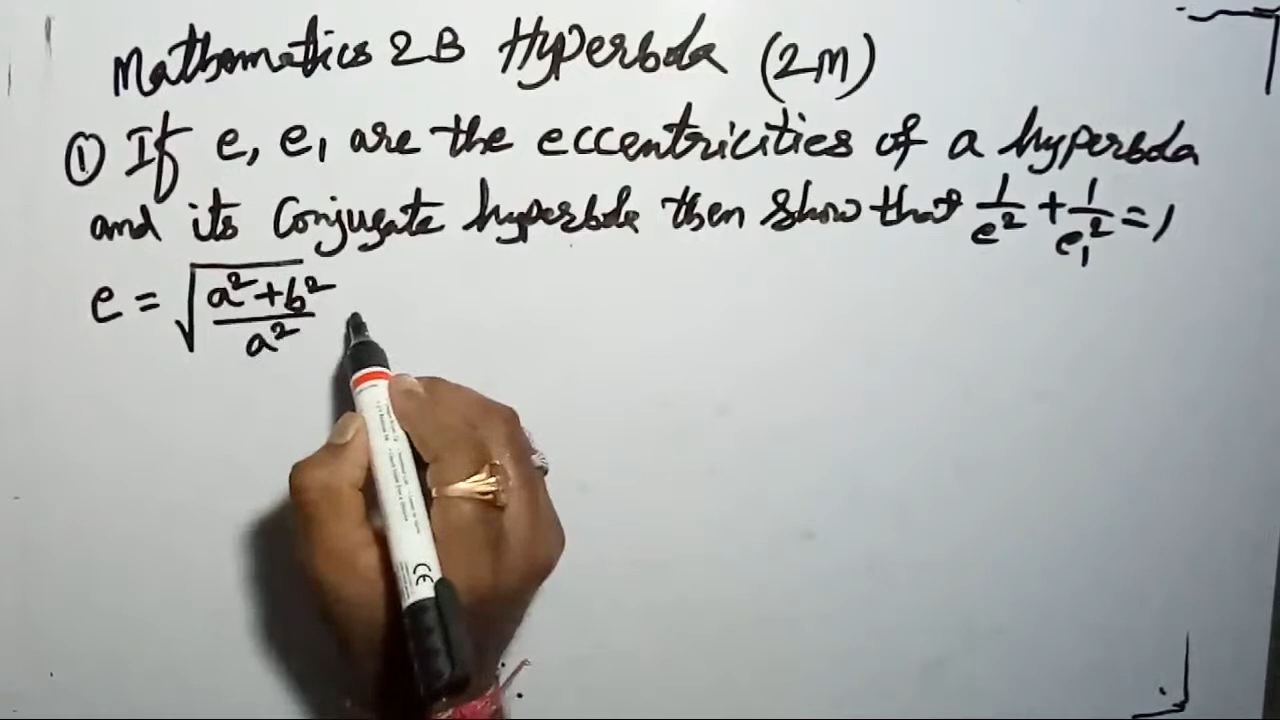 Mathematics 2B Hyperbola (2M)
① If e, e₁ are the eccentricities of a hyperbola
and its Conjugate hyperbola then show that 1/e² + 1/e₁² = 1
e = √((a²+b²)/a²)
CE